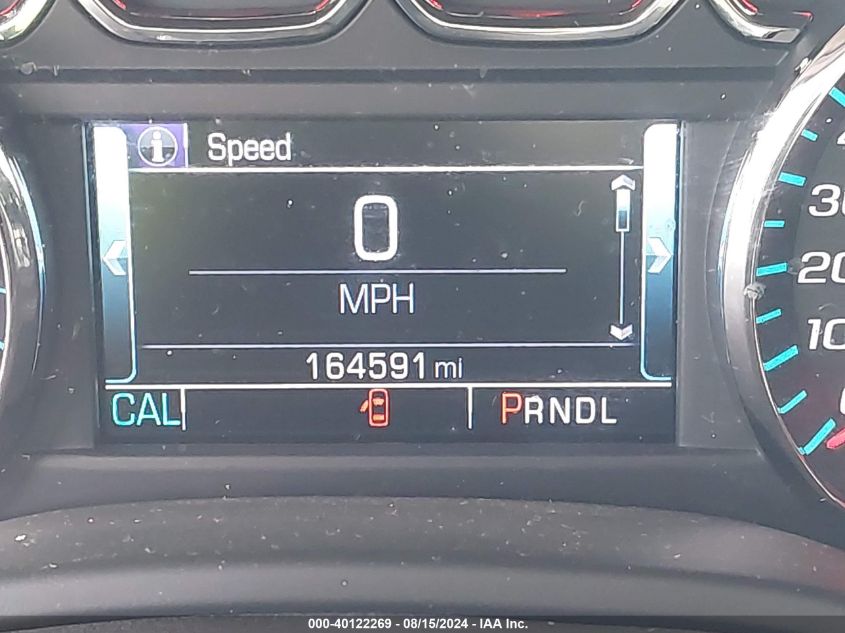 Speed
0
MPH
164591 mi
CAL
PRNDL
30
20
10
000-40122269 - 08/15/2024 - IAA Inc.